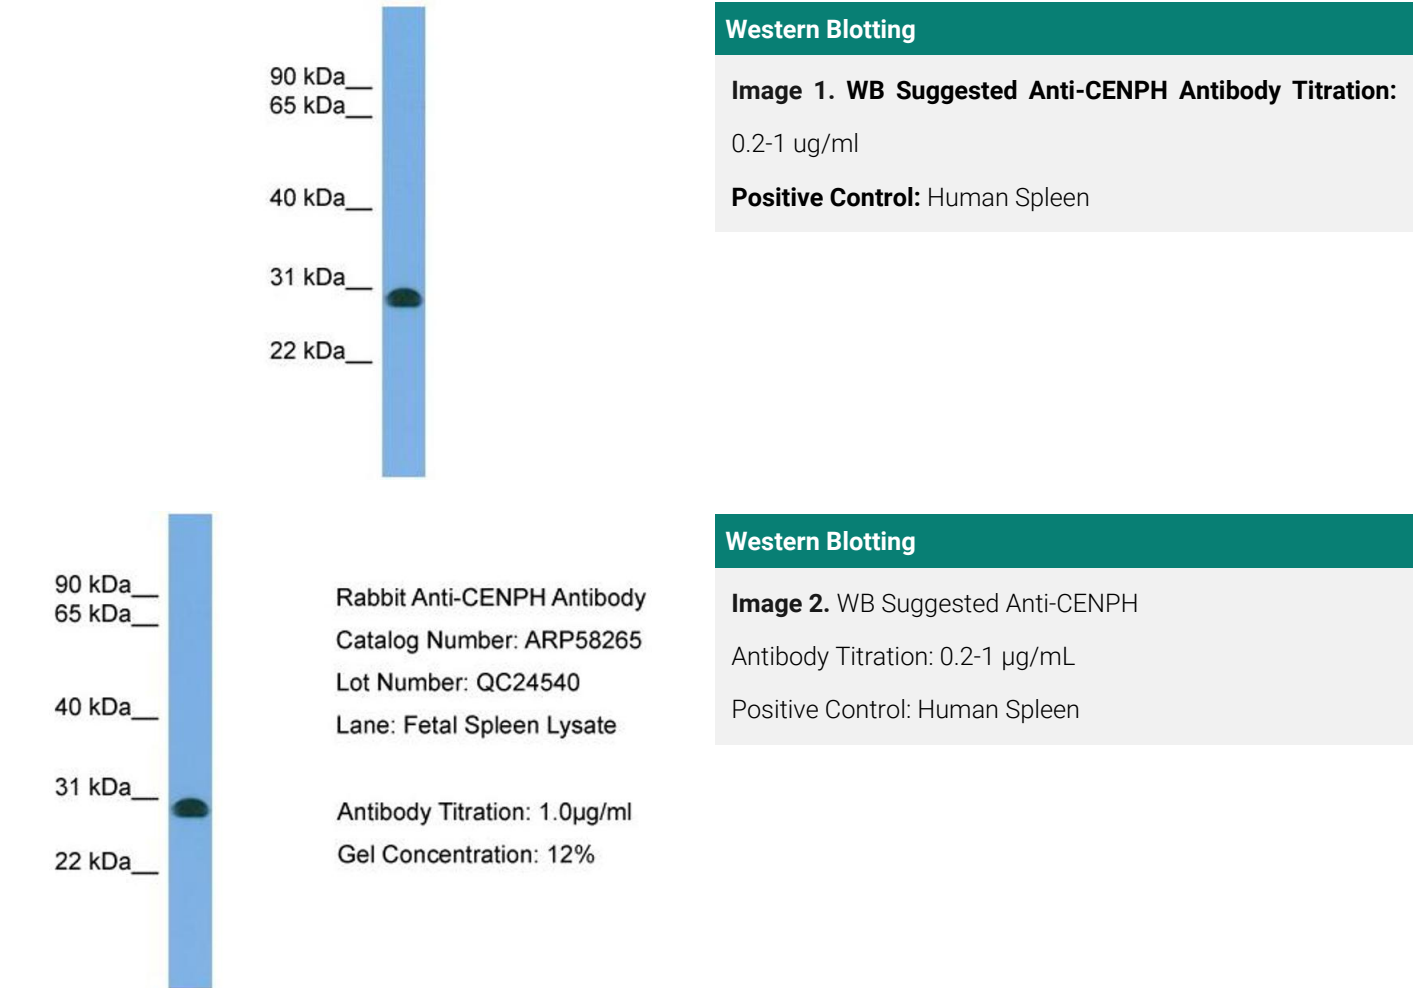 90 kDa
65 kDa
40 kDa
31 kDa
22 kDa
Western Blotting
Image 1. WB Suggested Anti-CENPH Antibody Titration:
0.2-1 ug/ml
Positive Control: Human Spleen
90 kDa
65 kDa
40 kDa
31 kDa
22 kDa
Rabbit Anti-CENPH Antibody
Catalog Number: ARP58265
Lot Number: QC24540
Lane: Fetal Spleen Lysate
Antibody Titration: 1.0µg/ml
Gel Concentration: 12%
Western Blotting
Image 2. WB Suggested Anti-CENPH
Antibody Titration: 0.2-1 µg/mL
Positive Control: Human Spleen